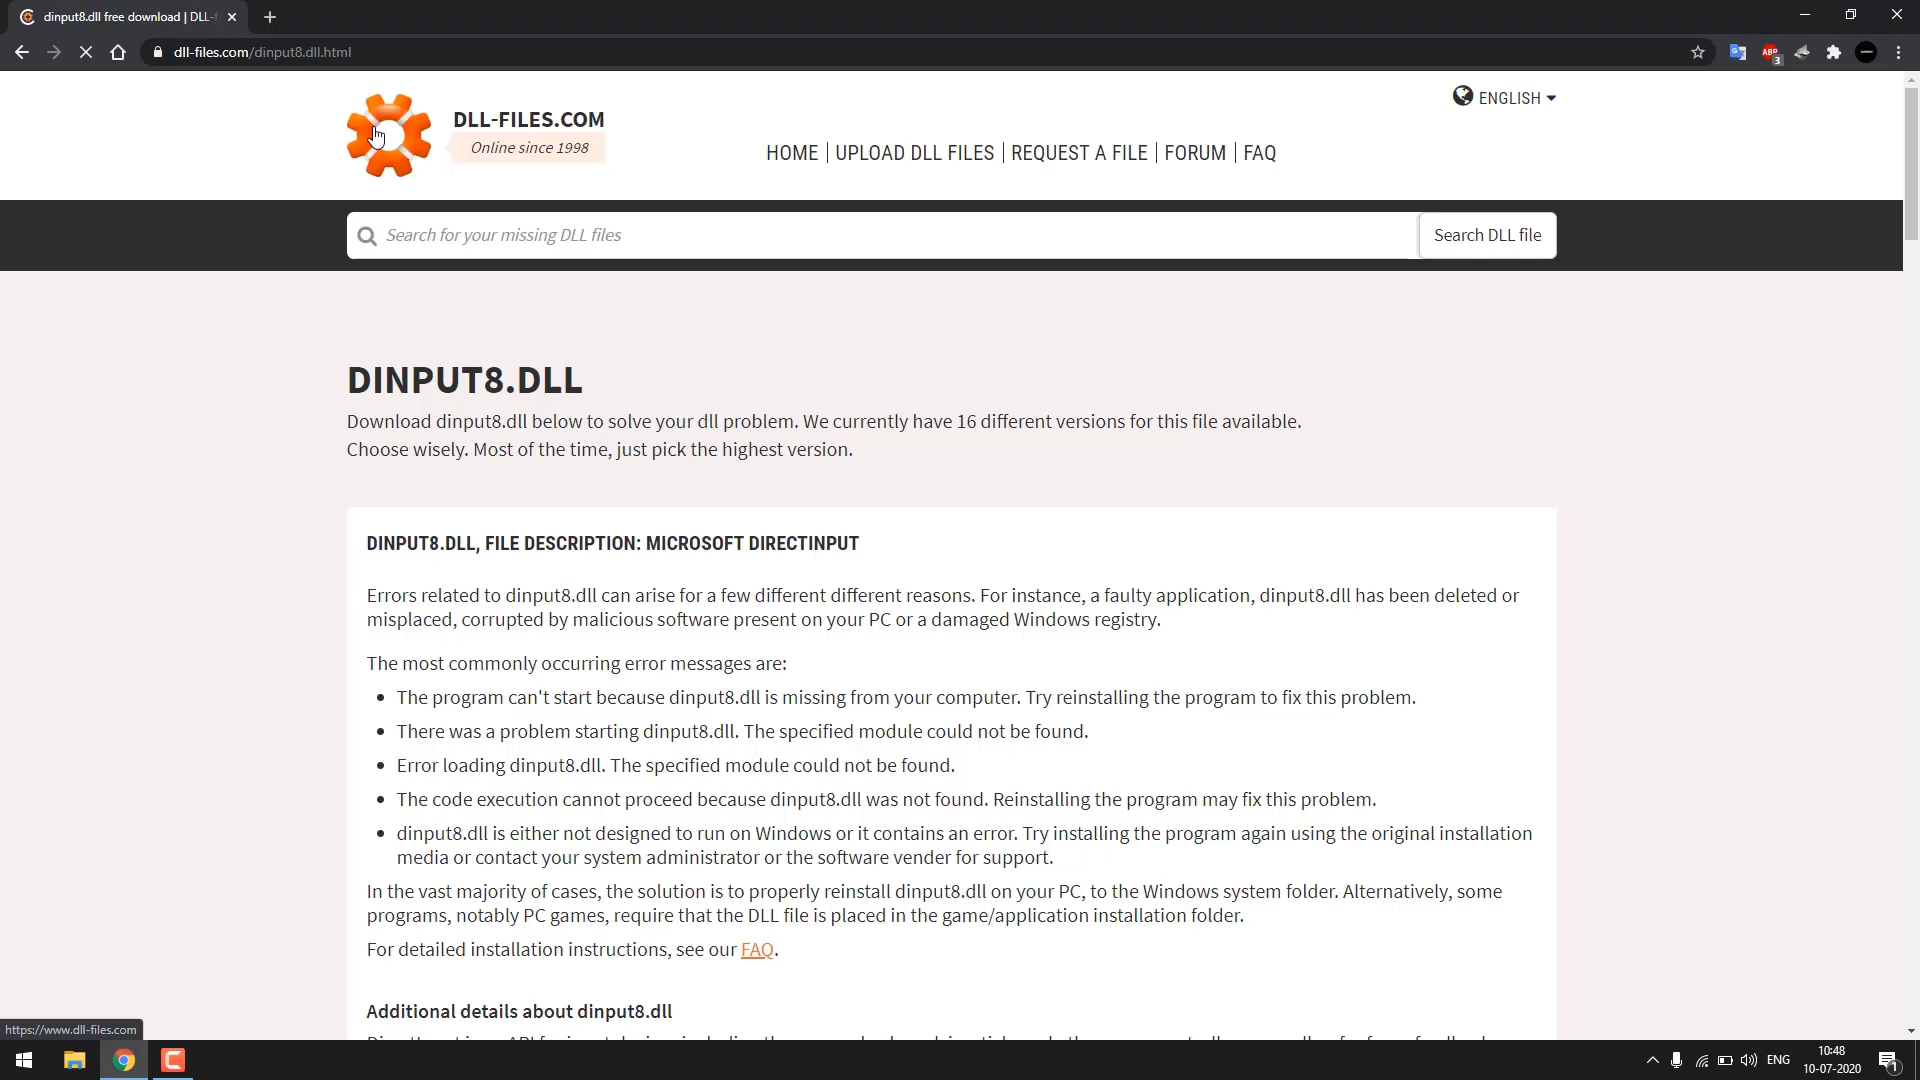 dinput8.dll free download | DLL-f
dll-files.com/dinput8.dll.html
ABP
3
DLL-FILES.COM
Online since 1998
ENGLISH
HOME | UPLOAD DLL FILES | REQUEST A FILE | FORUM | FAQ
Search for your missing DLL files
Search DLL file
DINPUT8.DLL
Download dinput8.dll below to solve your dll problem. We currently have 16 different versions for this file available.
Choose wisely. Most of the time, just pick the highest version.
DINPUT8.DLL, FILE DESCRIPTION: MICROSOFT DIRECTINPUT
Errors related to dinput8.dll can arise for a few different different reasons. For instance, a faulty application, dinput8.dll has been deleted or
misplaced, corrupted by malicious software present on your PC or a damaged Windows registry.
The most commonly occurring error messages are:
• The program can't start because dinput8.dll is missing from your computer. Try reinstalling the program to fix this problem.
• There was a problem starting dinput8.dll. The specified module could not be found.
• Error loading dinput8.dll. The specified module could not be found.
• The code execution cannot proceed because dinput8.dll was not found. Reinstalling the program may fix this problem.
• dinput8.dll is either not designed to run on Windows or it contains an error. Try installing the program again using the original installation
media or contact your system administrator or the software vender for support.
In the vast majority of cases, the solution is to properly reinstall dinput8.dll on your PC, to the Windows system folder. Alternatively, some
programs, notably PC games, require that the DLL file is placed in the game/application installation folder.
For detailed installation instructions, see our FAQ.
Additional details about dinput8.dll
https://www.dll-files.com
ENG
10:48
10-07-2020
1